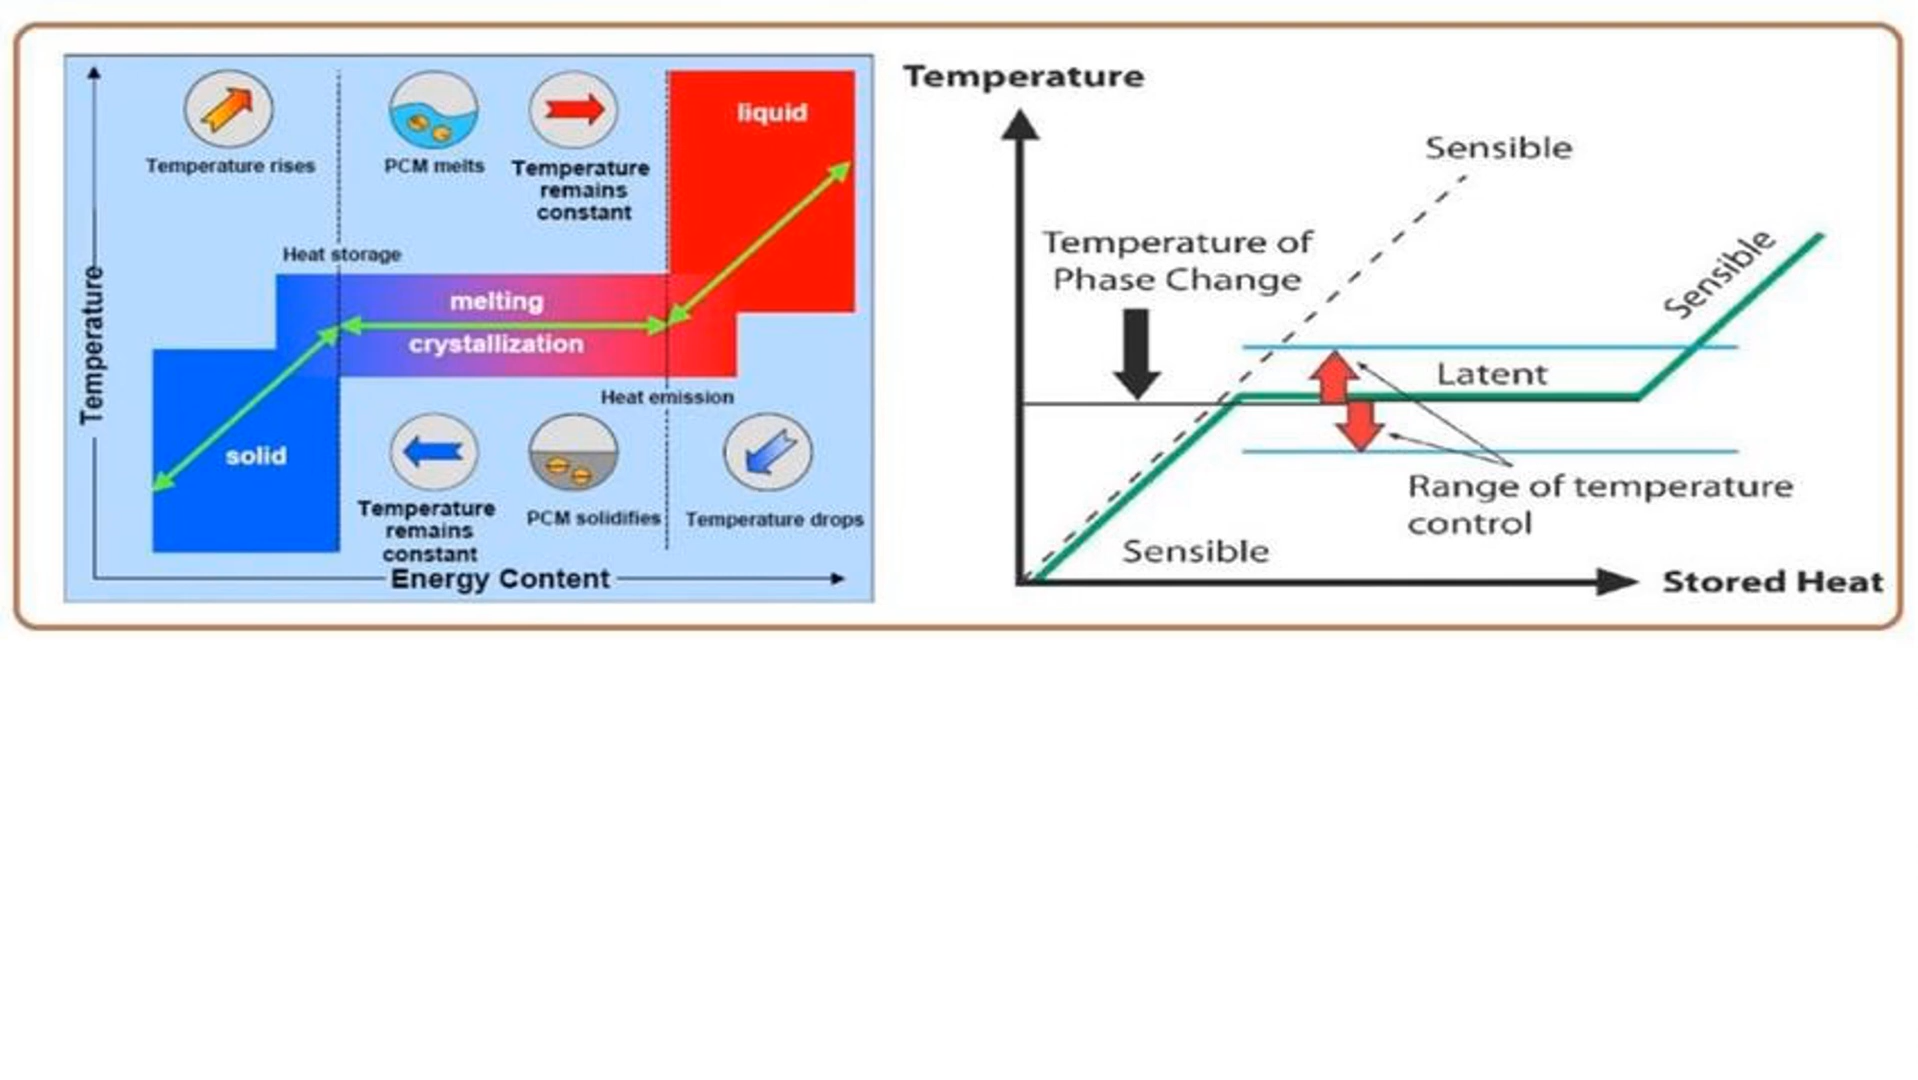 Temperature rises
PCM melts
Temperature
remains
constant
liquid
Heat storage
melting
crystallization
Heat emission
solid
Temperature
remains
constant
PCM solidifies
Temperature drops
Temperature
Energy Content
Temperature
Sensible
Temperature of
Phase Change
Sensible
Latent
Range of temperature
control
Sensible
Stored Heat